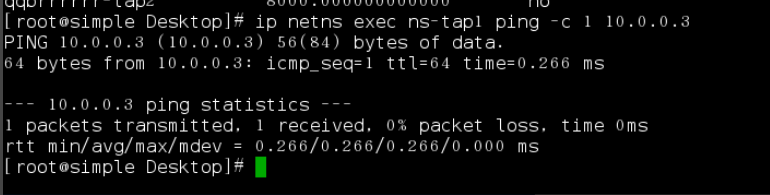 8000.000000000000 no
[root@simple Desktop]# ip netns exec ns-tap1 ping -c 1 10.0.0.3
PING 10.0.0.3 (10.0.0.3) 56(84) bytes of data.
64 bytes from 10.0.0.3: icmp_seq=1 ttl=64 time=0.266 ms
--- 10.0.0.3 ping statistics ---
1 packets transmitted, 1 received, 0% packet loss, time 0ms
rtt min/avg/max/mdev = 0.266/0.266/0.266/0.000 ms
[root@simple Desktop]#